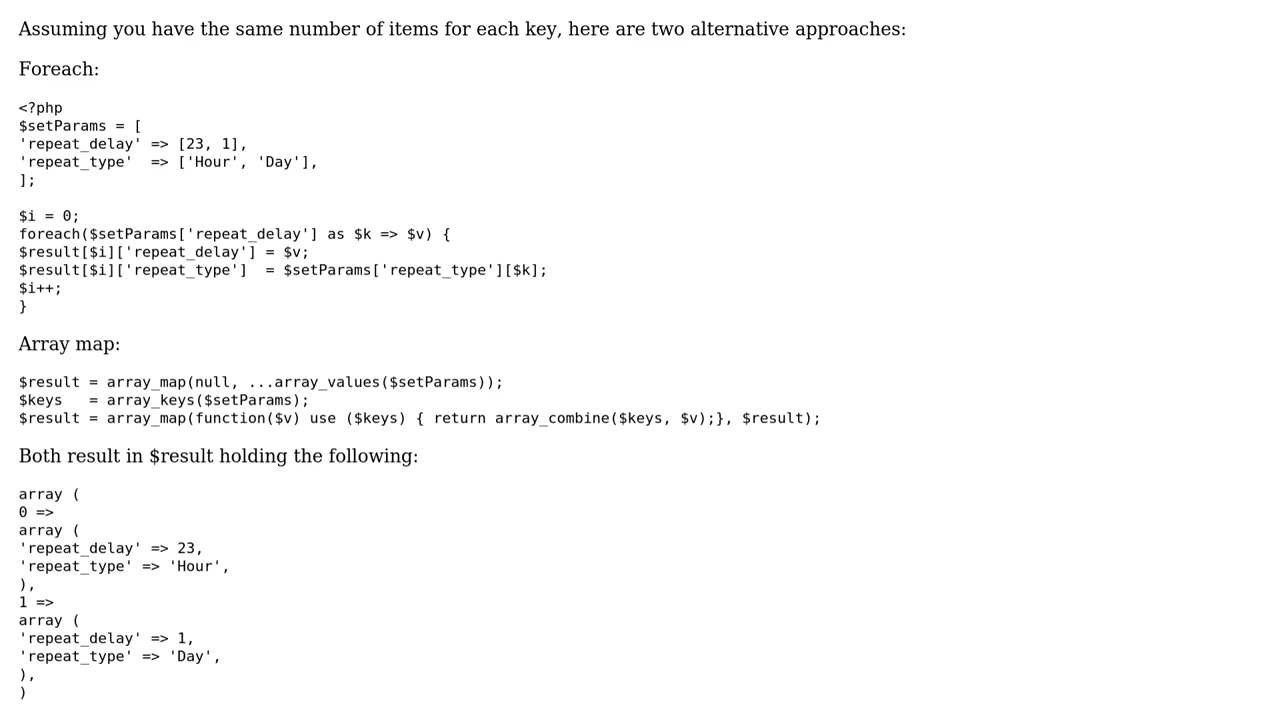 Assuming you have the same number of items for each key, here are two alternative approaches:
Foreach:
<?php
$setParams = [
'repeat_delay' => [23, 1],
'repeat_type'  => ['Hour', 'Day'],
];
$i = 0;
foreach($setParams['repeat_delay'] as $k => $v) {
$result[$i]['repeat_delay'] = $v;
$result[$i]['repeat_type']  = $setParams['repeat_type'][$k];
$i++;
}
Array map:
$result = array_map(null, ...array_values($setParams));
$keys   = array_keys($setParams);
$result = array_map(function($v) use ($keys) { return array_combine($keys, $v);}, $result);
Both result in $result holding the following:
array (
0 =>
array (
'repeat_delay' => 23,
'repeat_type' => 'Hour',
),
1 =>
array (
'repeat_delay' => 1,
'repeat_type' => 'Day',
),
)